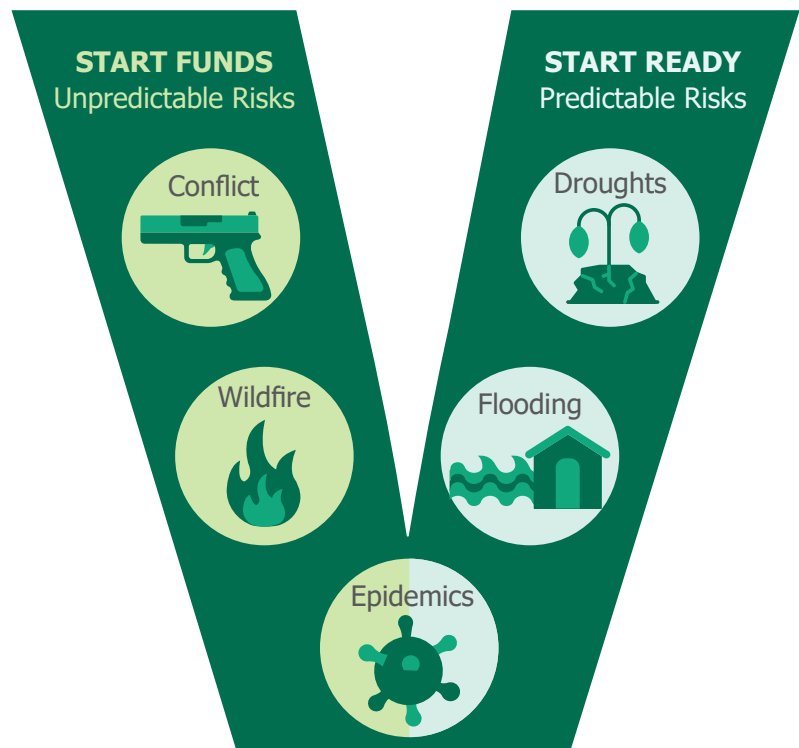 START FUNDS
Unpredictable Risks
Conflict
Wildfire
START READY
Predictable Risks
Droughts
Flooding
Epidemics